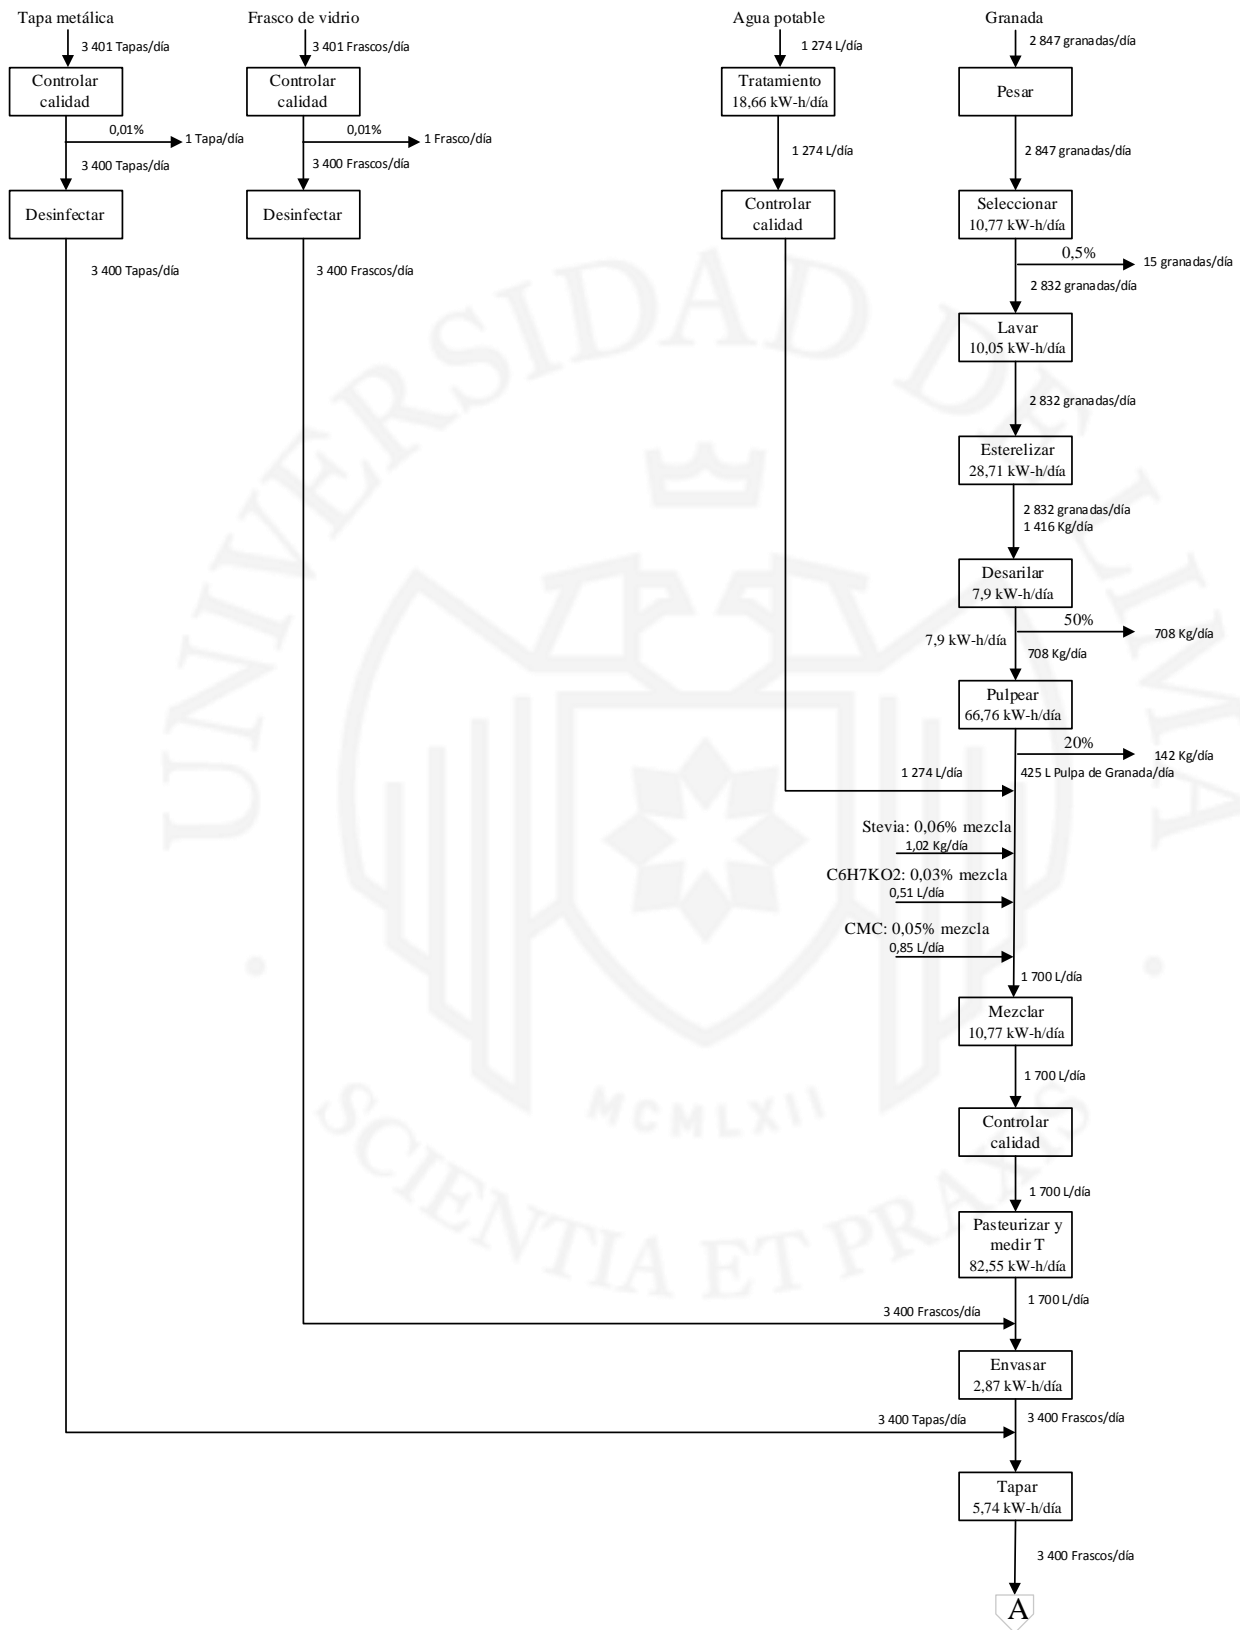 Tapa metálica
Frasco de vidrio
Agua potable
Granada
3 401 Tapas/día
3 401 Frascos/día
1 274 L/día
2 847 granadas/día
Controlar
calidad
Controlar
calidad
Tratamiento
18,66 kW-h/día
Pesar
0,01%
1 Tapa/día
0,01%
1 Frasco/día
3 400 Tapas/día
3 400 Frascos/día
1 274 L/día
2 847 granadas/día
Desinfectar
Desinfectar
Controlar
calidad
Seleccionar
10,77 kW-h/día
3 400 Tapas/día
3 400 Frascos/día
0,5%
15 granadas/día
2 832 granadas/día
Lavar
10,05 kW-h/día
2 832 granadas/día
Esterelizar
28,71 kW-h/día
2 832 granadas/día
1 416 Kg/día
Desarilar
7,9 kW-h/día
50%
708 Kg/día
7,9 kW-h/día
708 Kg/día
Pulpear
66,76 kW-h/día
20%
142 Kg/día
1 274 L/día
425 L Pulpa de Granada/día
Stevia: 0,06% mezcla
1,02 Kg/día
C6H7KO2: 0,03% mezcla
0,51 L/día
CMC: 0,05% mezcla
0,85 L/día
1 700 L/día
Mezclar
10,77 kW-h/día
1 700 L/día
Controlar
calidad
1 700 L/día
Pasteurizar y
medir T
82,55 kW-h/día
3 400 Frascos/día
1 700 L/día
Envasar
2,87 kW-h/día
3 400 Tapas/día
3 400 Frascos/día
Tapar
5,74 kW-h/día
3 400 Frascos/día
A
UNIVERSIDAD DE LIMA
MCMLXII
SCIENTIA ET PRAXIS